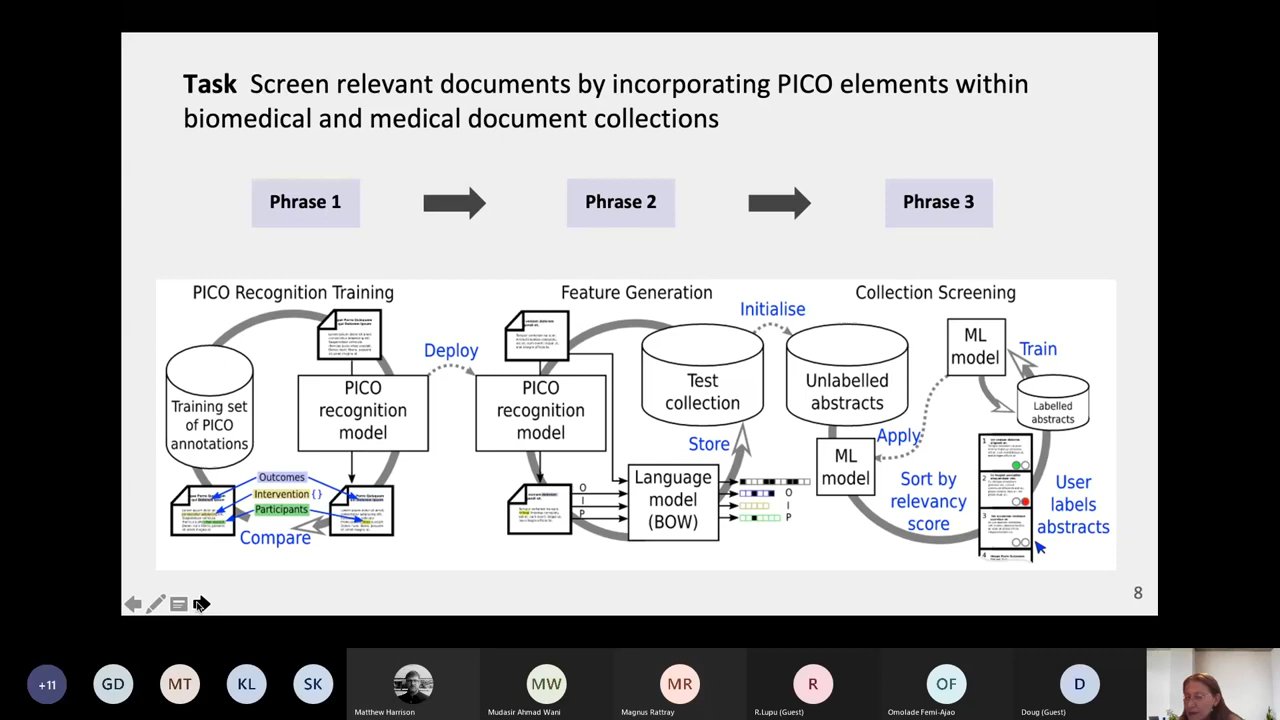 Task Screen relevant documents by incorporating PICO elements within
biomedical and medical document collections
Phrase 1
Phrase 2
Phrase 3
PICO Recognition Training
Feature Generation
Collection Screening
Training set
of PICO
annotations
PICO
recognition
model
Outcomes
Intervention { }
Participants
Compare
Deploy
PICO
recognition
model
O
I
P
Language
model
(BOW)
O
I
P
Store
Test
collection
Initialise
Unlabelled
abstracts
ML
model
Apply
ML
model
Train
Labelled
abstracts
Sort by
relevancy
score
1
2
3
4
User
labels
abstracts
8
+11
GD
MT
KL
SK
Matthew Harrison
MW
Mudasir Ahmad Wani
MR
Magnus Rattray
R
R.Lupu (Guest)
OF
Omolade Femi-Ajao
D
Doug (Guest)